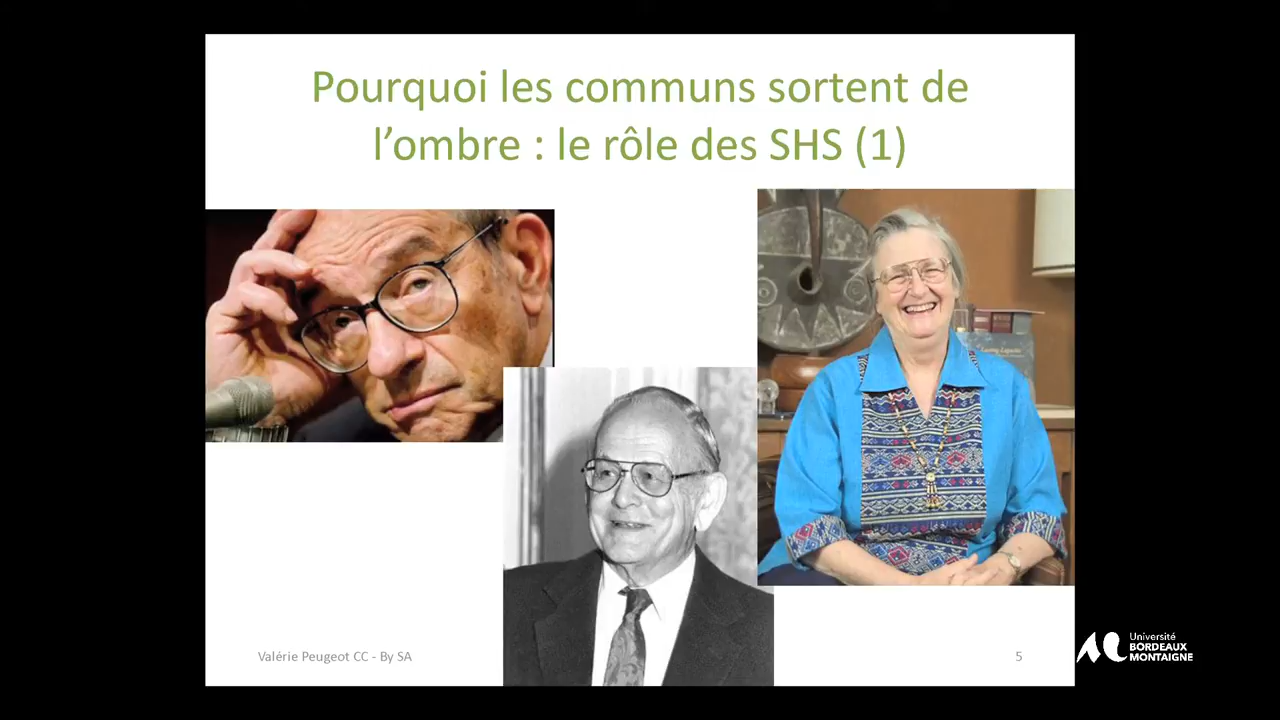 Pourquoi les communs sortent de
l’ombre : le rôle des SHS (1)
Valérie Peugeot CC - By SA
5
Université
BORDEAUX
MONTAIGNE